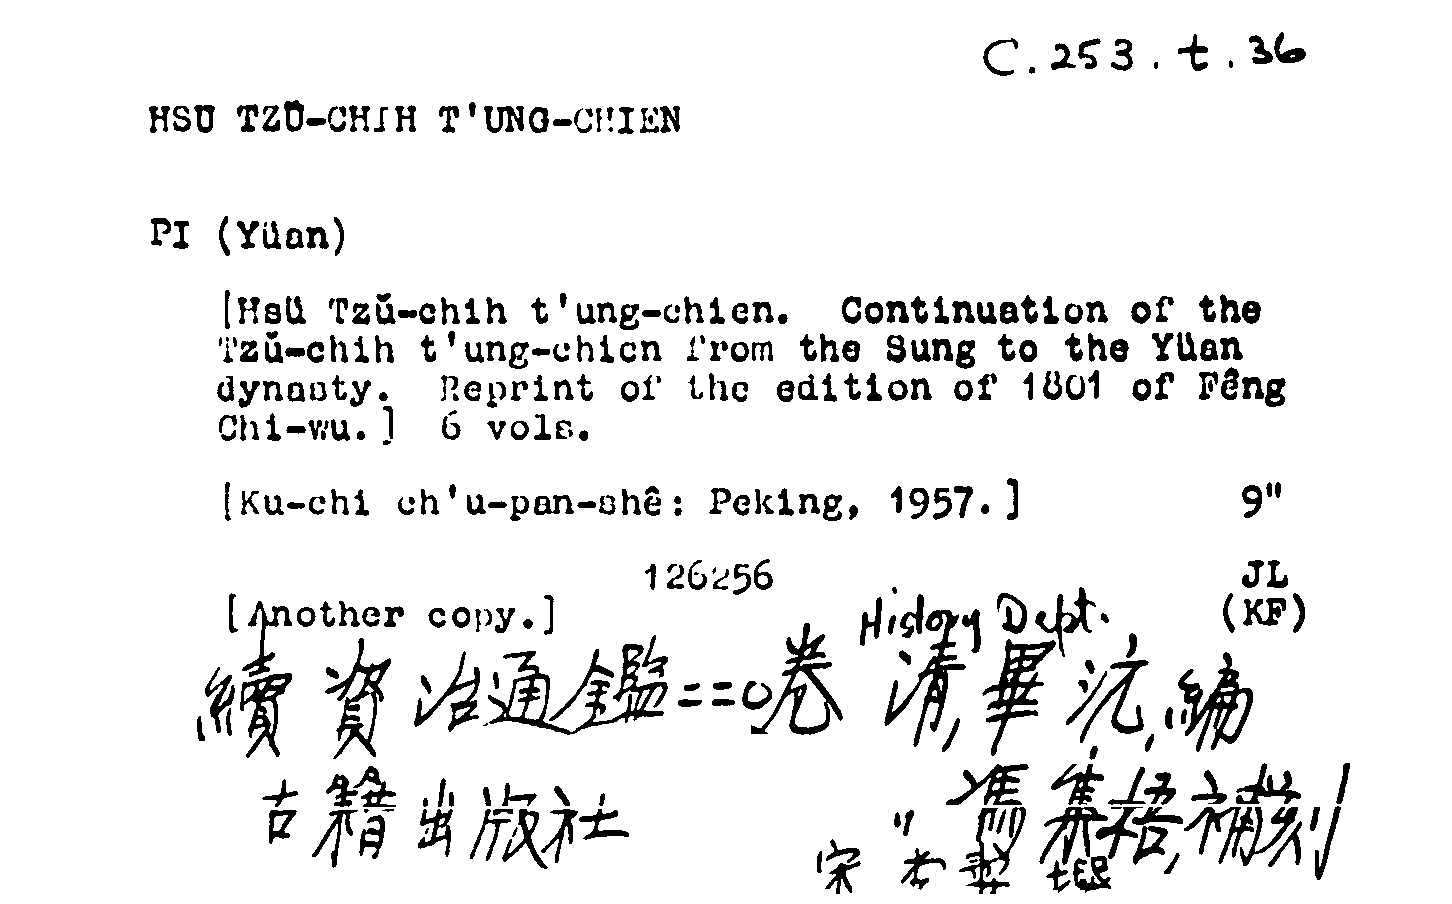 C.253.t.36
HSÜ TZŬ-CHIH T'UNG-CHIEN
PI (Yüan)
[Hsü Tzŭ-chih t'ung-chien. Continuation of the
Tzŭ-chih t'ung-chien from the Sung to the Yüan
dynasty. Reprint of the edition of 1801 of Fêng
Chi-wu.] 6 vols.
[Ku-chi ch'u-pan-shê: Peking, 1957.] 9"
126256 JL
[Another copy.] History Dept. (KF)
續資治通鑑二二〇卷 清,畢沅,編
古籍出版社 " 馮集梧,補刻
宋